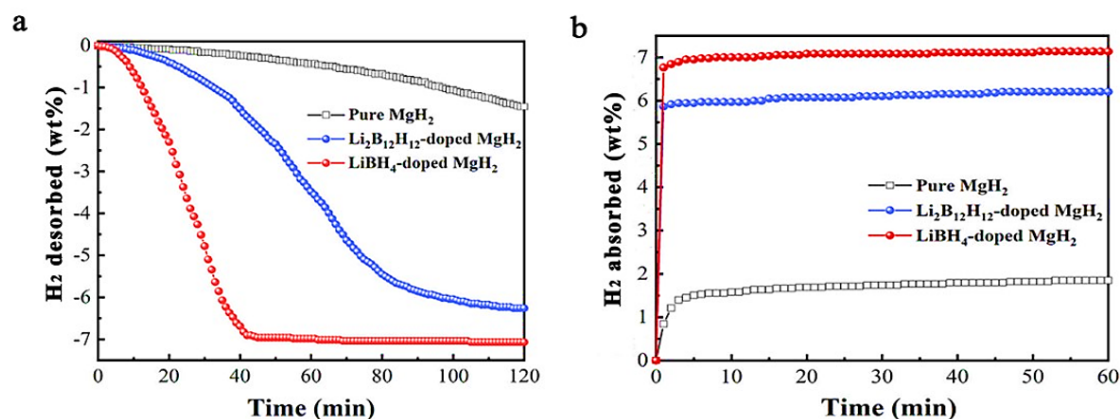 a
0
-1
-2
-3
-4
-5
-6
-7
H₂ desorbed (wt%)
Pure MgH₂
Li₂B₁₂H₁₂-doped MgH₂
LiBH₄-doped MgH₂
0 20 40 60 80 100 120
Time (min)
b
7
6
5
4
3
2
1
0
H₂ absorbed (wt%)
Pure MgH₂
Li₂B₁₂H₁₂-doped MgH₂
LiBH₄-doped MgH₂
0 10 20 30 40 50 60
Time (min)